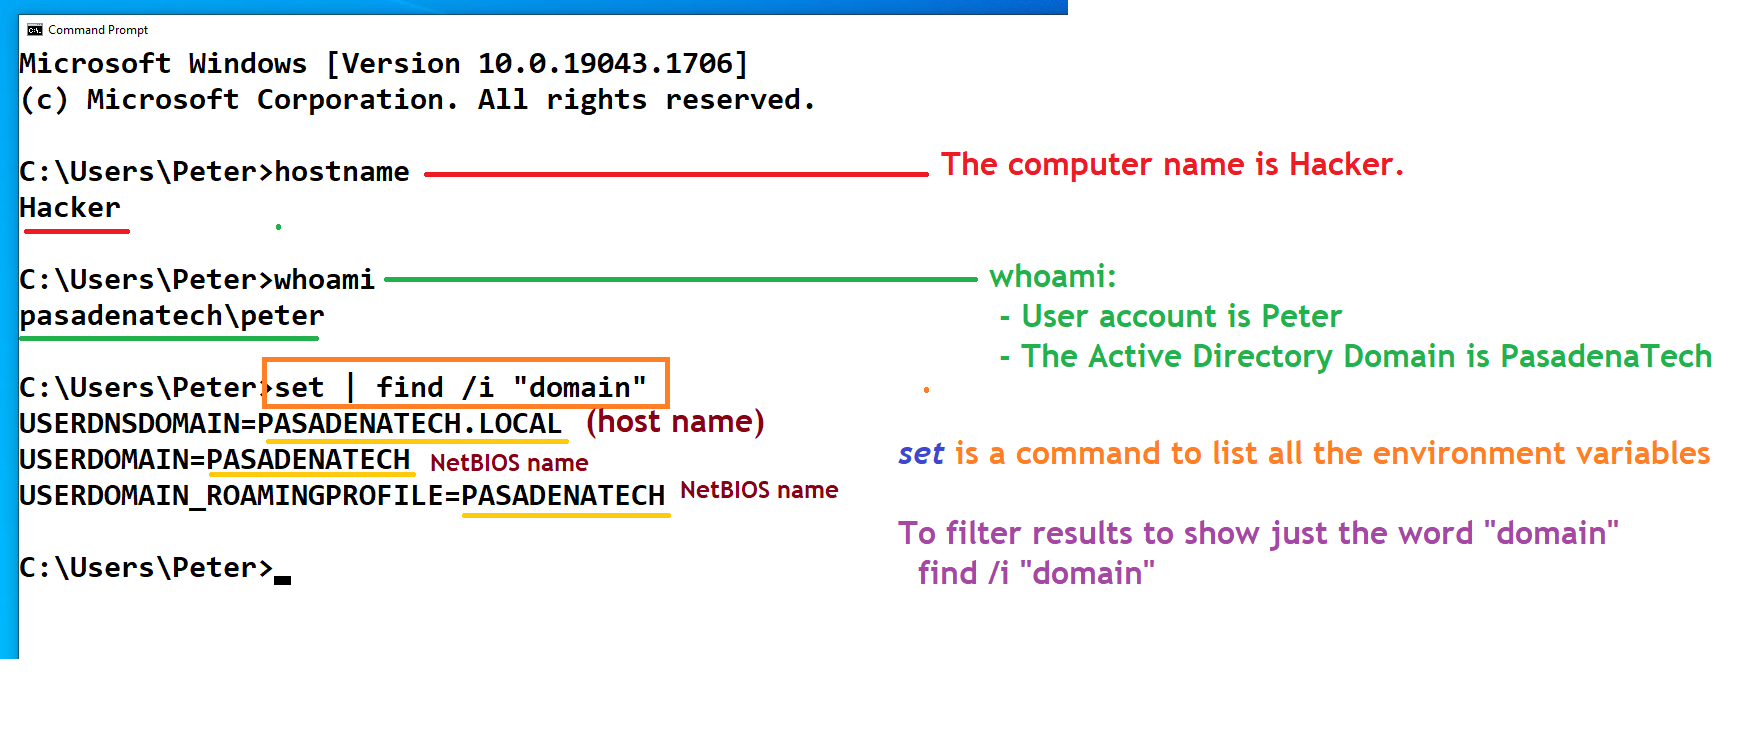 Command Prompt
Microsoft Windows [Version 10.0.19043.1706]
(c) Microsoft Corporation. All rights reserved.
C:\Users\Peter>hostname
The computer name is Hacker.
Hacker
C:\Users\Peter>whoami
whoami:
pasadenatech\peter
- User account is Peter
- The Active Directory Domain is PasadenaTech
C:\Users\Peter>set | find /i "domain"
USERDNSDOMAIN=PASADENATECH.LOCAL (host name)
USERDOMAIN=PASADENATECH NetBIOS name
set is a command to list all the environment variables
USERDOMAIN_ROAMINGPROFILE=PASADENATECH NetBIOS name
To filter results to show just the word "domain"
find /i "domain"
C:\Users\Peter>